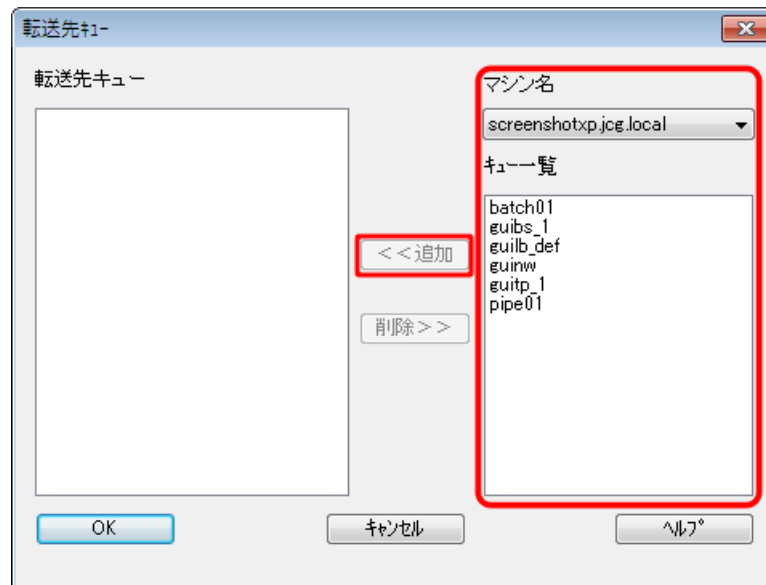 転送先ｷｭｰ
転送先キュー
マシン名
screenshotxp.jcg.local
ｷｭｰ一覧
batch01
guibs_1
guilb_def
guinw
guitp_1
pipe01
＜＜追加
削除＞＞
OK
ｷｬﾝｾﾙ
ﾍﾙﾌﾟ